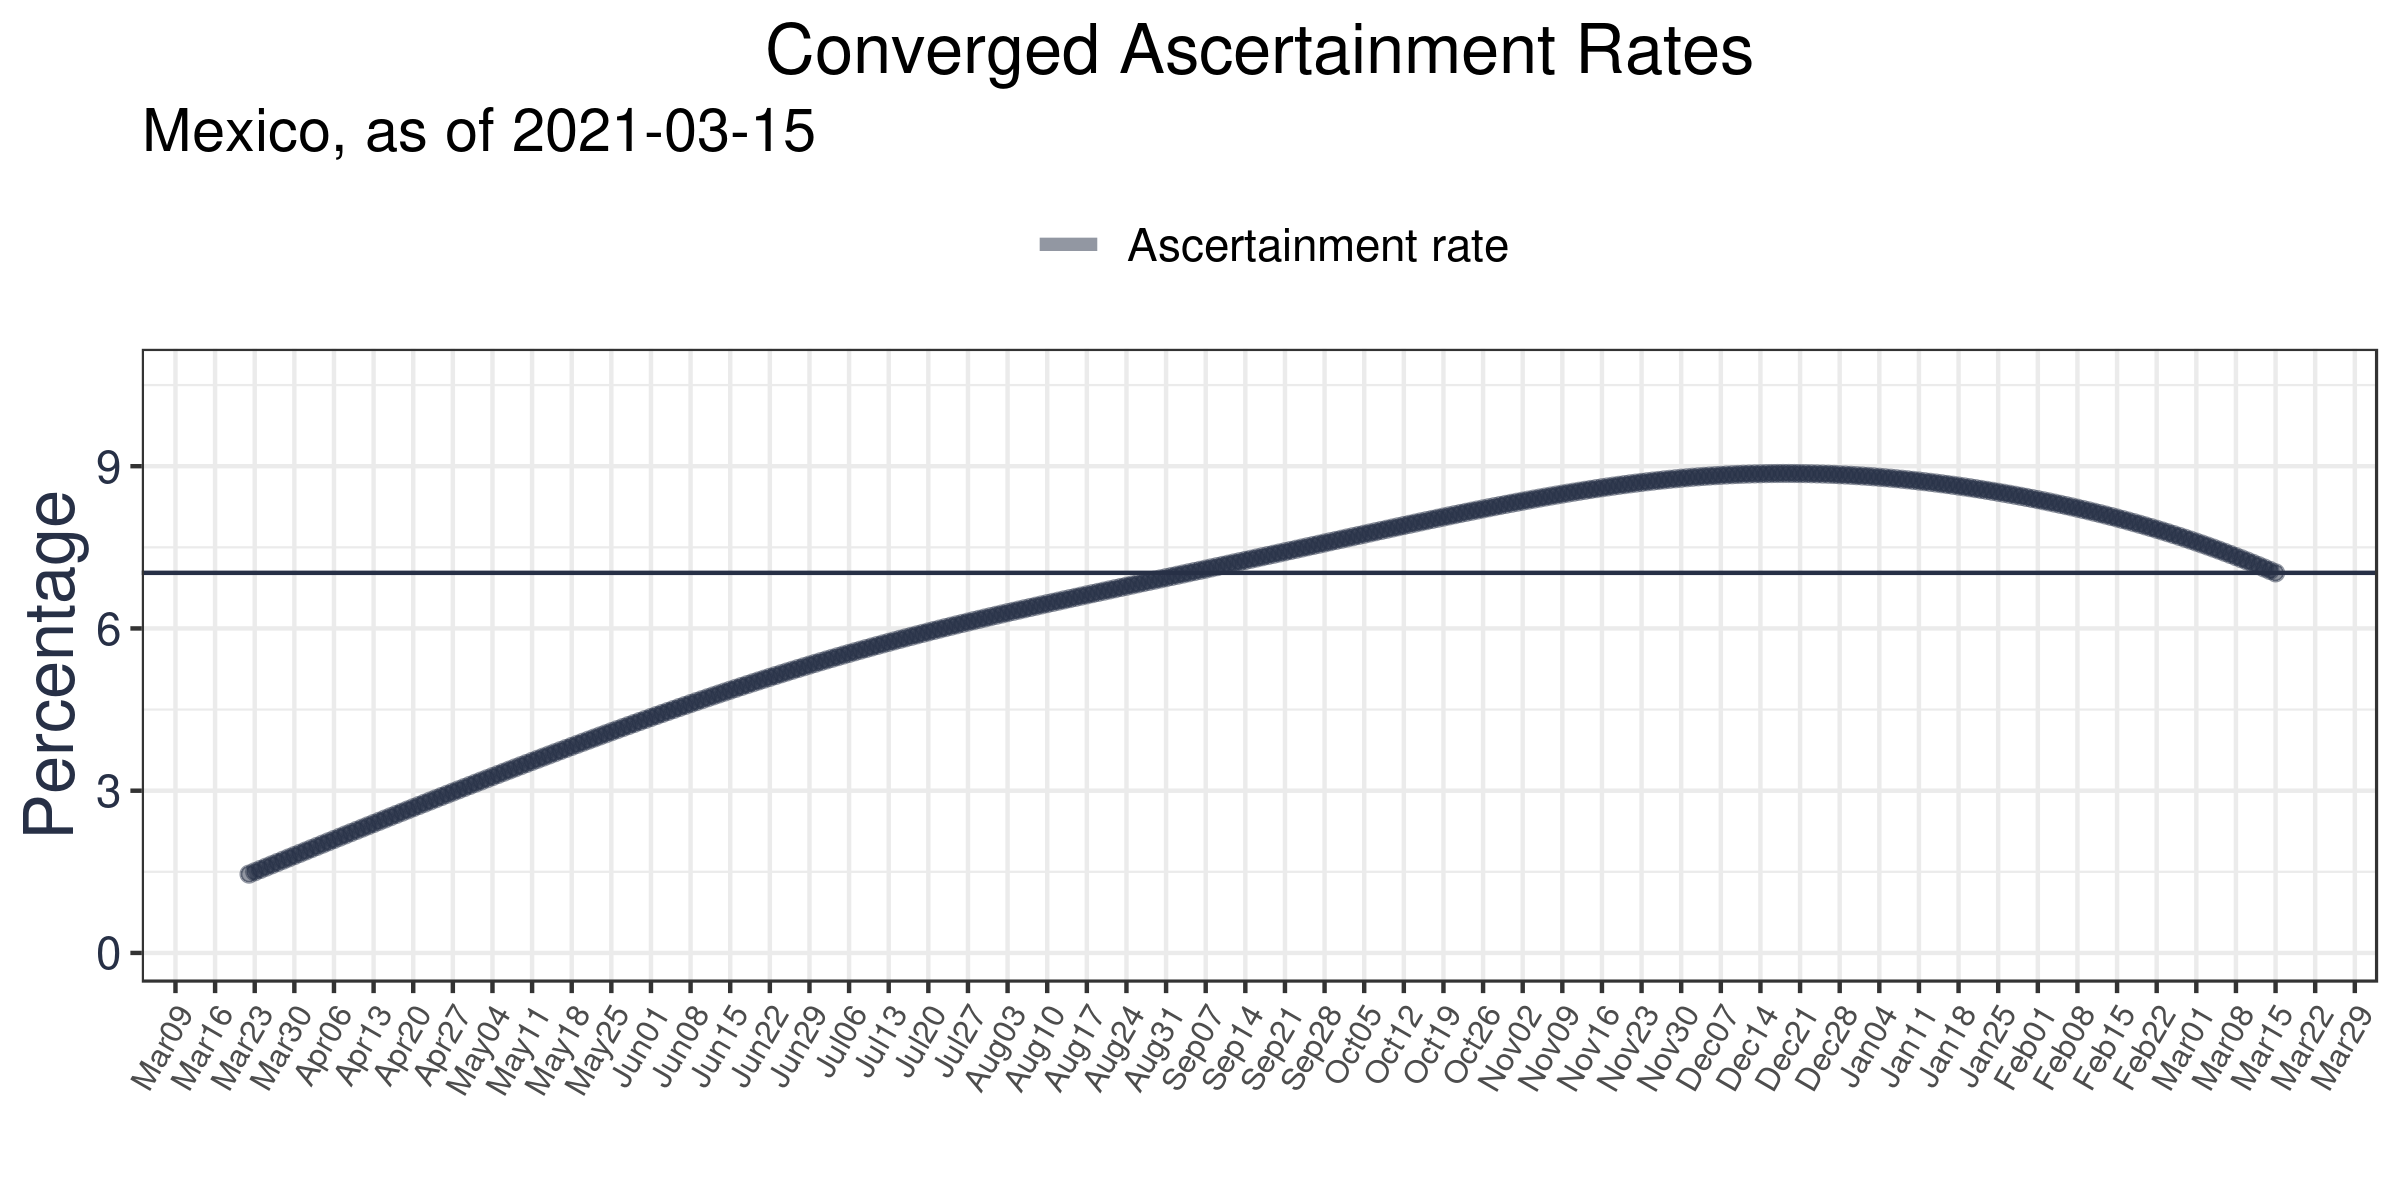 Converged Ascertainment Rates
Mexico, as of 2021-03-15
Ascertainment rate
Percentage
9
6
3
0
Mar09 Mar16 Mar23 Mar30 Apr06 Apr13 Apr20 Apr27 May04 May11 May18 May25 Jun01 Jun08 Jun15 Jun22 Jun29 Jul06 Jul13 Jul20 Jul27 Aug03 Aug10 Aug17 Aug24 Aug31 Sep07 Sep14 Sep21 Sep28 Oct05 Oct12 Oct19 Oct26 Nov02 Nov09 Nov16 Nov23 Nov30 Dec07 Dec14 Dec21 Dec28 Jan04 Jan11 Jan18 Jan25 Feb01 Feb08 Feb15 Feb22 Mar01 Mar08 Mar15 Mar22 Mar29